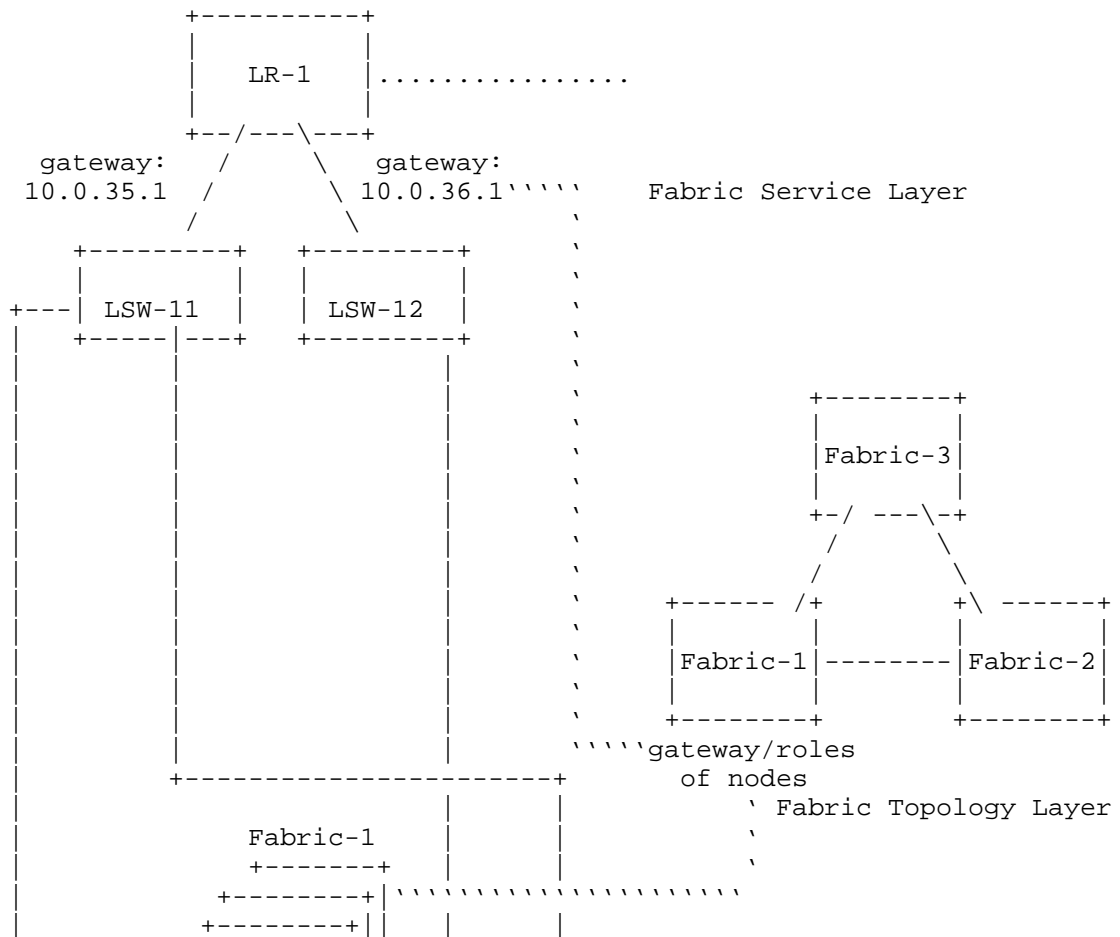 LR-1
gateway: gateway:
10.0.35.1 10.0.36.1 Fabric Service Layer
LSW-11 LSW-12
Fabric-3
Fabric-1 Fabric-2
gateway/roles
of nodes
Fabric Topology Layer
Fabric-1